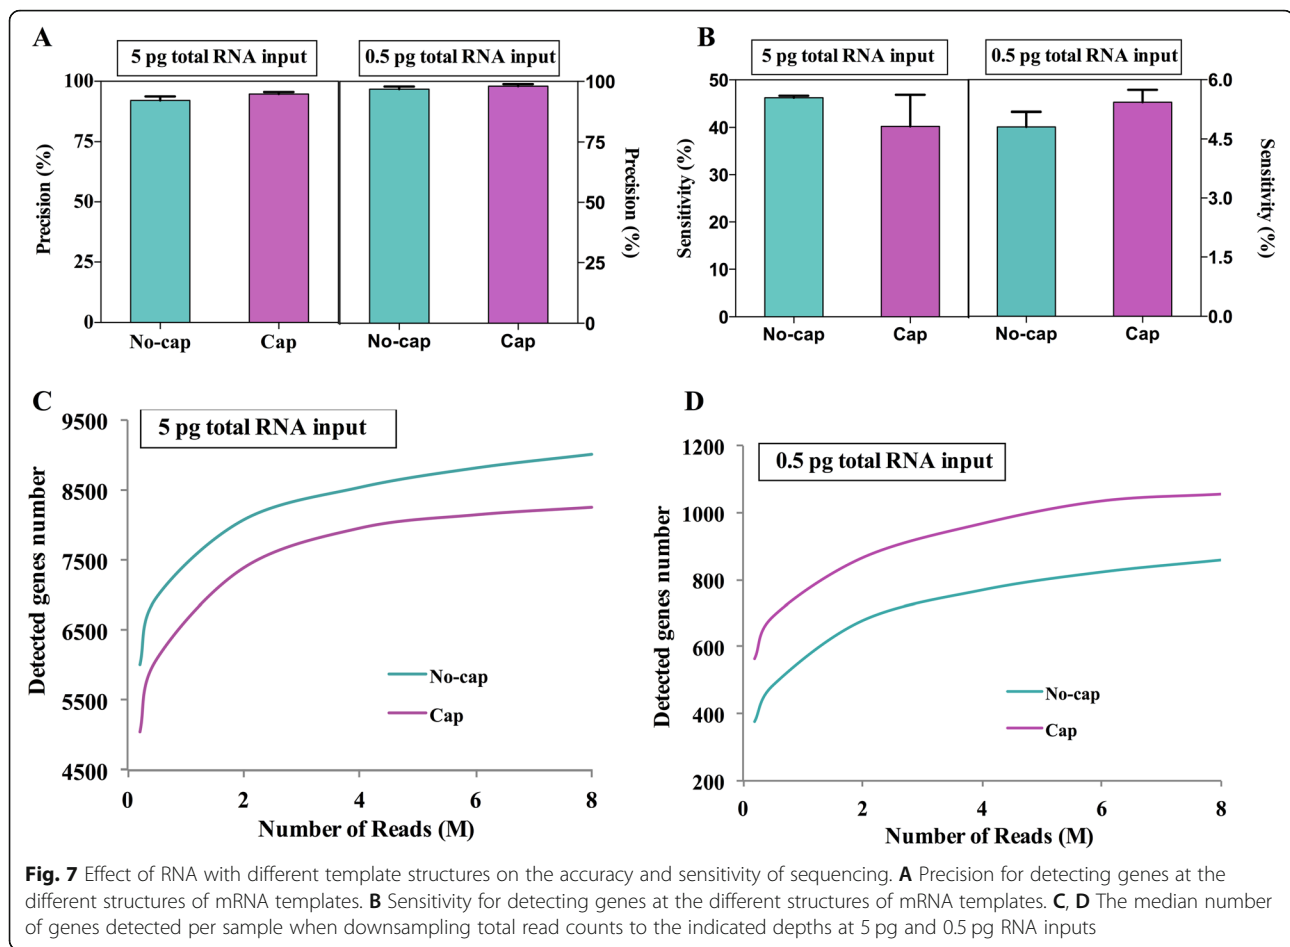 A
5 pg total RNA input
0.5 pg total RNA input
100
75
50
25
0
Precision (%)
No-cap
Cap
No-cap
Cap
100
75
50
25
0
Precision (%)
B
5 pg total RNA input
0.5 pg total RNA input
50
40
30
20
10
0
Sensitivity (%)
No-cap
Cap
No-cap
Cap
6.0
4.5
3.0
1.5
0.0
Sensitivity (%)
C
5 pg total RNA input
9500
8500
7500
6500
5500
4500
Detected genes number
No-cap
Cap
0 2 4 6 8
Number of Reads (M)
D
0.5 pg total RNA input
1200
1000
800
600
400
200
Detected genes number
No-cap
Cap
0 2 4 6 8
Number of Reads (M)
Fig. 7 Effect of RNA with different template structures on the accuracy and sensitivity of sequencing. A Precision for detecting genes at the
different structures of mRNA templates. B Sensitivity for detecting genes at the different structures of mRNA templates. C, D The median number
of genes detected per sample when downsampling total read counts to the indicated depths at 5 pg and 0.5 pg RNA inputs